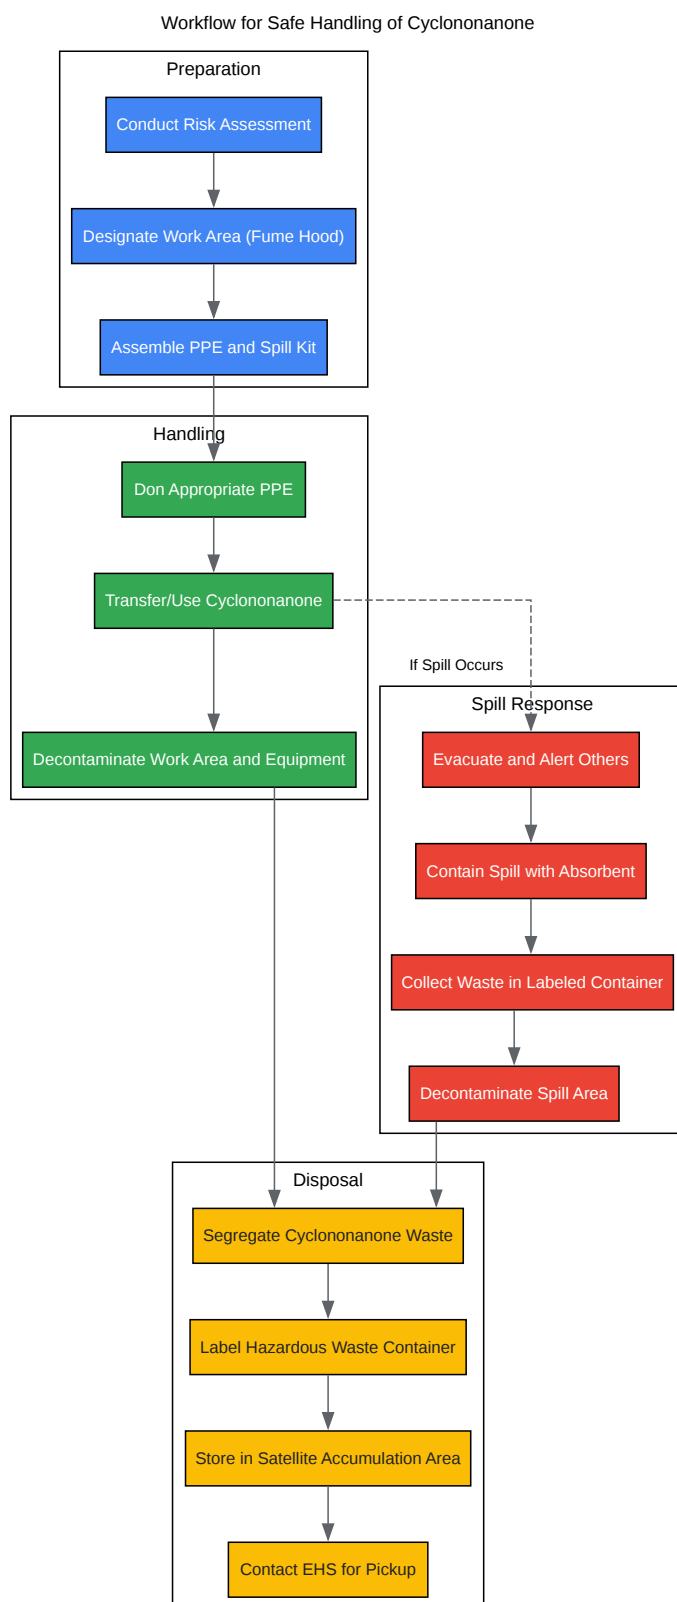 Workflow for Safe Handling of Cyclononanone
Preparation
Conduct Risk Assessment
Designate Work Area (Fume Hood)
Assemble PPE and Spill Kit
Handling
Don Appropriate PPE
Transfer/Use Cyclononanone
If Spill Occurs
Decontaminate Work Area and Equipment
Spill Response
Evacuate and Alert Others
Contain Spill with Absorbent
Collect Waste in Labeled Container
Decontaminate Spill Area
Disposal
Segregate Cyclononanone Waste
Label Hazardous Waste Container
Store in Satellite Accumulation Area
Contact EHS for Pickup